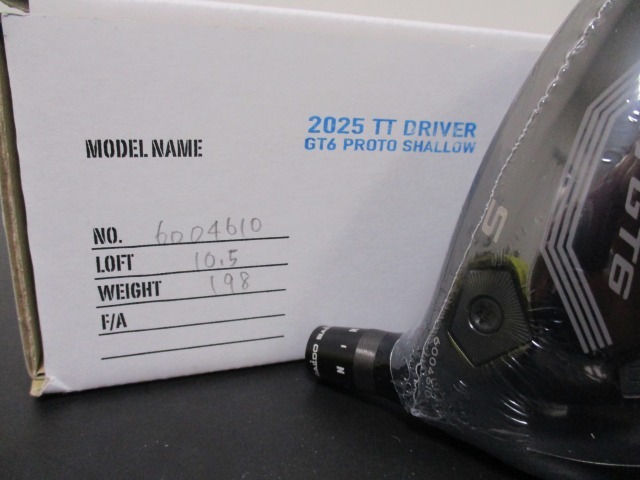 MODEL NAME
2025 TT DRIVER
GT6 PROTO SHALLOW
NO. 6004610
LOFT 10.5
WEIGHT 198
F/A
GT6
S